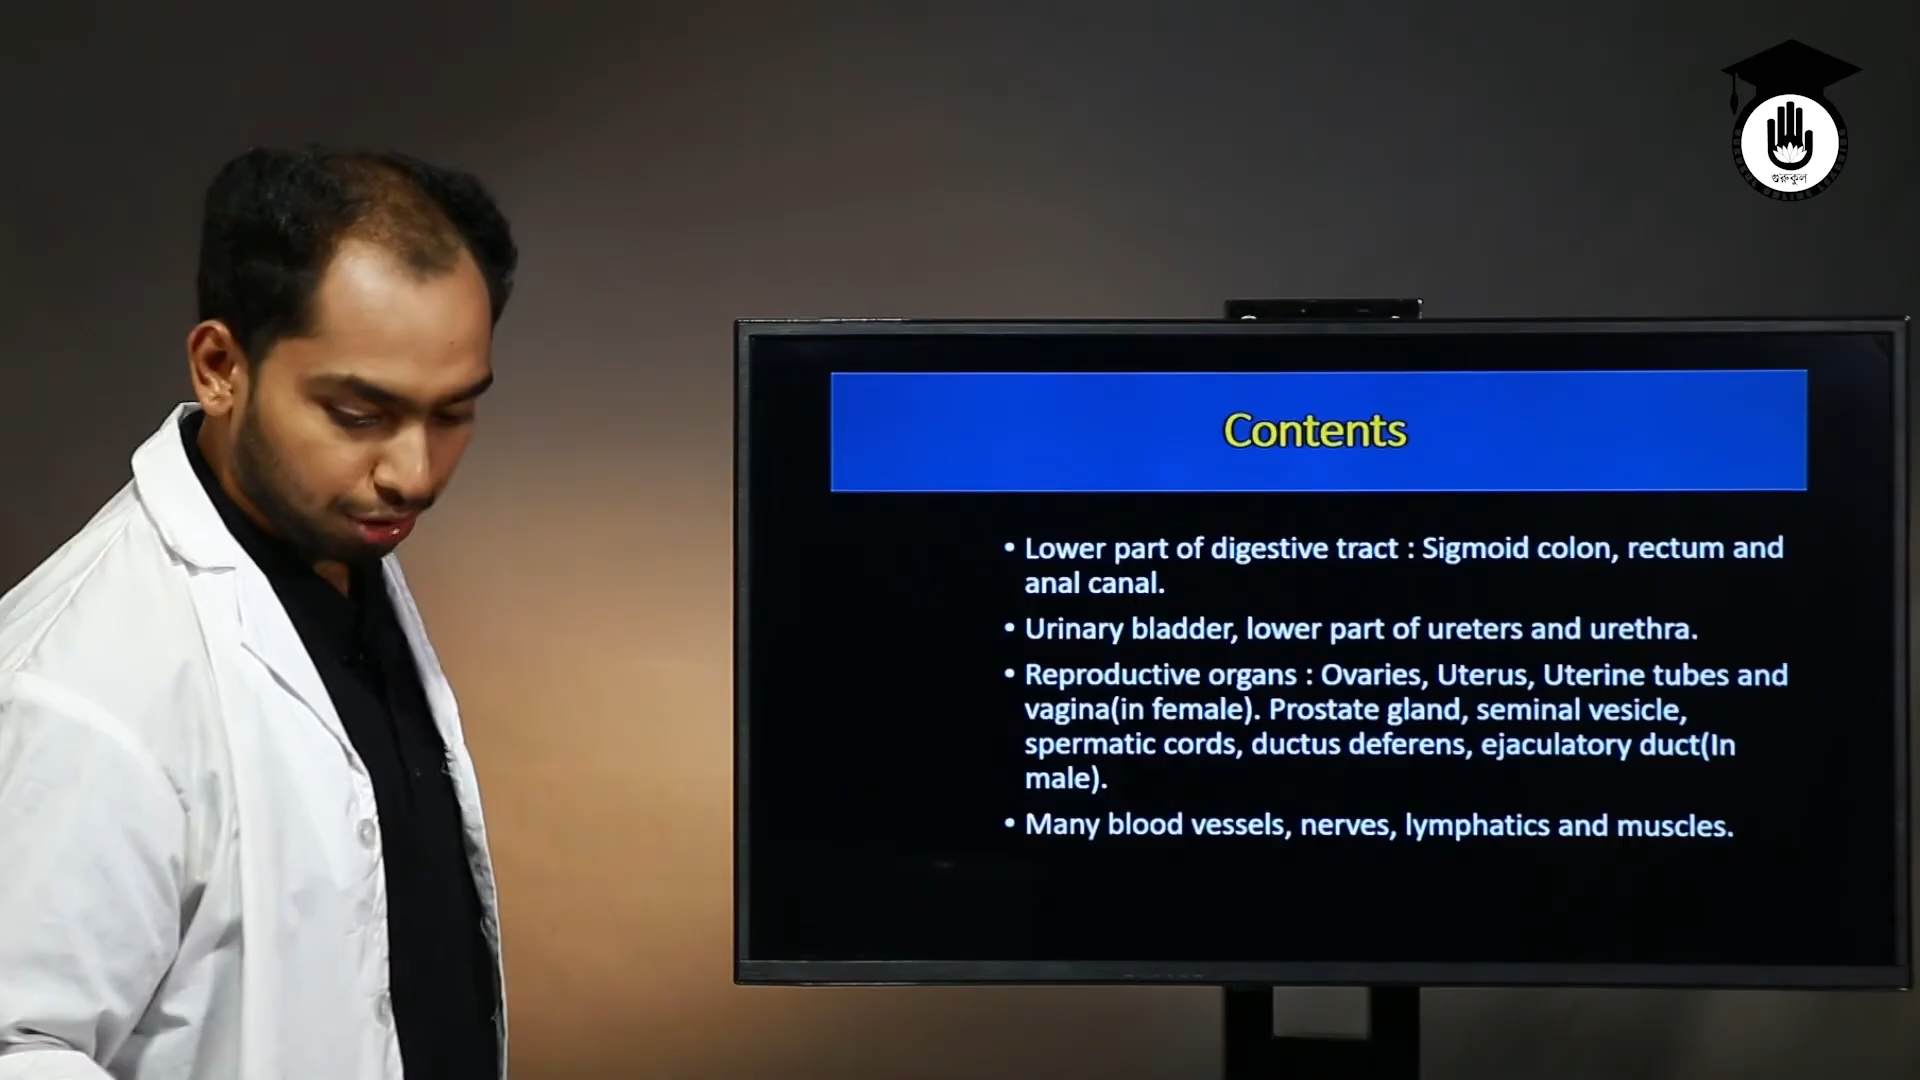 গুরুকুল
Contents
• Lower part of digestive tract : Sigmoid colon, rectum and
anal canal.
• Urinary bladder, lower part of ureters and urethra.
• Reproductive organs : Ovaries, Uterus, Uterine tubes and
vagina(in female). Prostate gland, seminal vesicle,
spermatic cords, ductus deferens, ejaculatory duct(In
male).
• Many blood vessels, nerves, lymphatics and muscles.